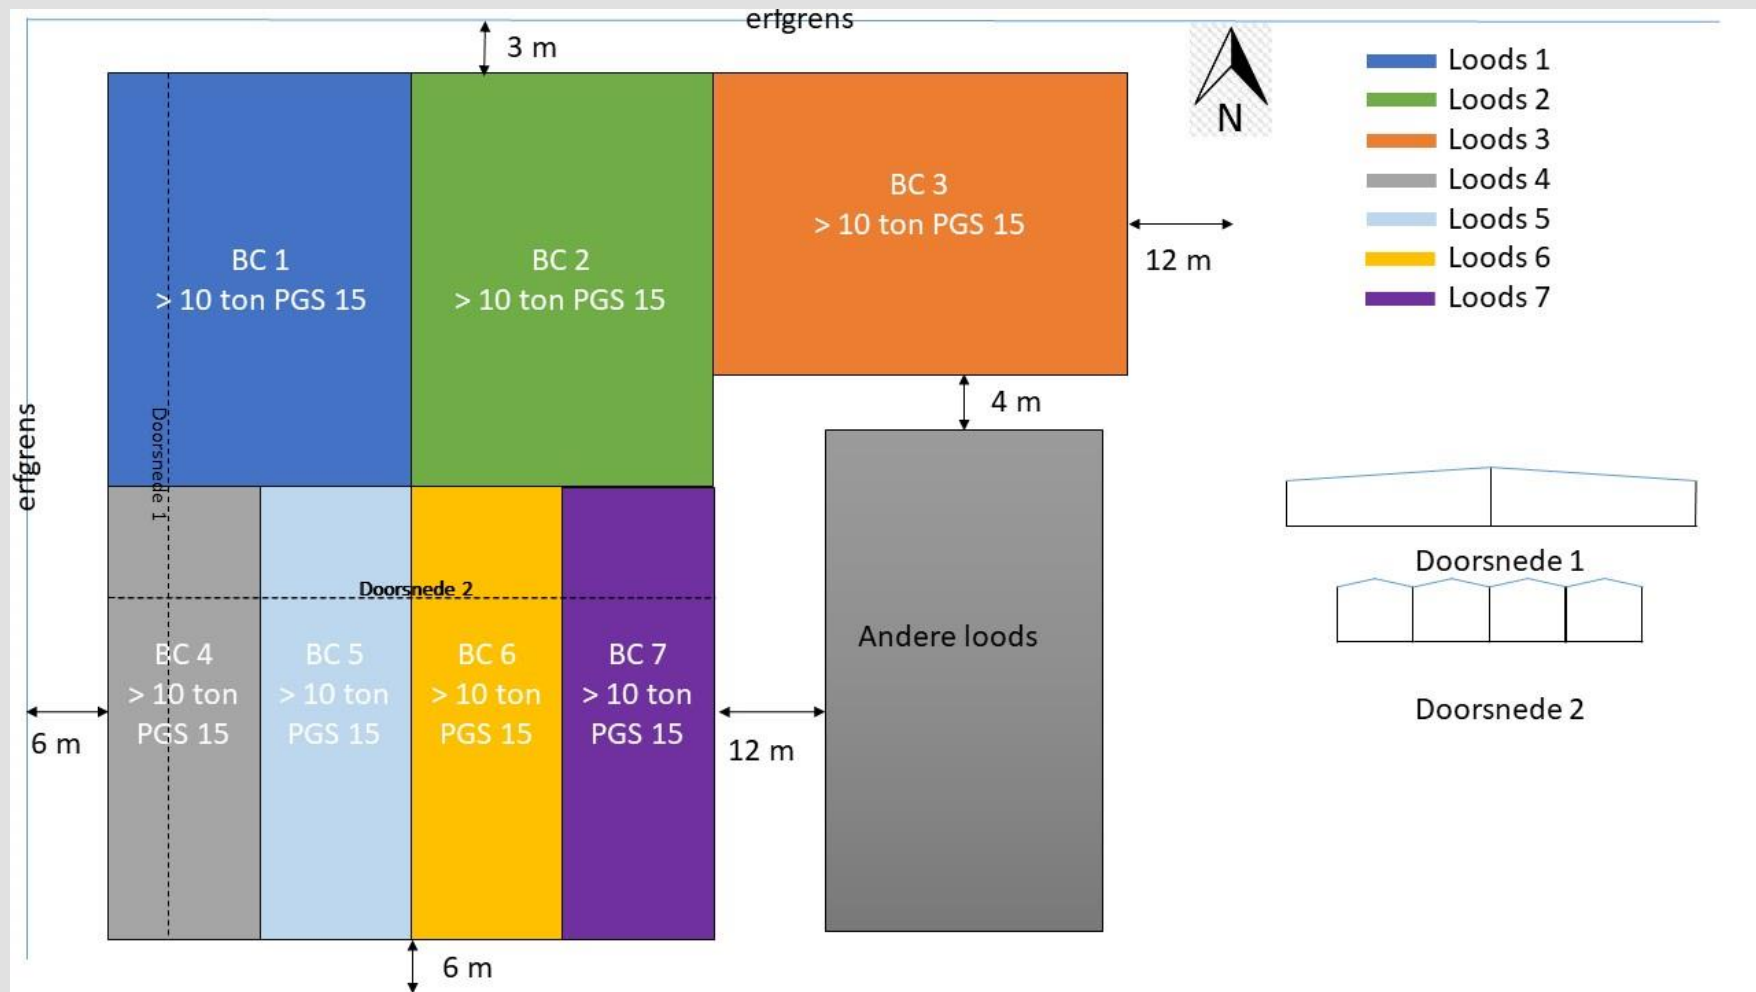 erfgrens
3 m
N
Loods 1
Loods 2
Loods 3
Loods 4
Loods 5
Loods 6
Loods 7
BC 1
> 10 ton PGS 15
BC 2
> 10 ton PGS 15
BC 3
> 10 ton PGS 15
12 m
4 m
erfgrens
Doorsnede 1
Doorsnede 2
BC 4
> 10 ton
PGS 15
BC 5
> 10 ton
PGS 15
BC 6
> 10 ton
PGS 15
BC 7
> 10 ton
PGS 15
Andere loods
6 m
12 m
6 m
Doorsnede 1
Doorsnede 2